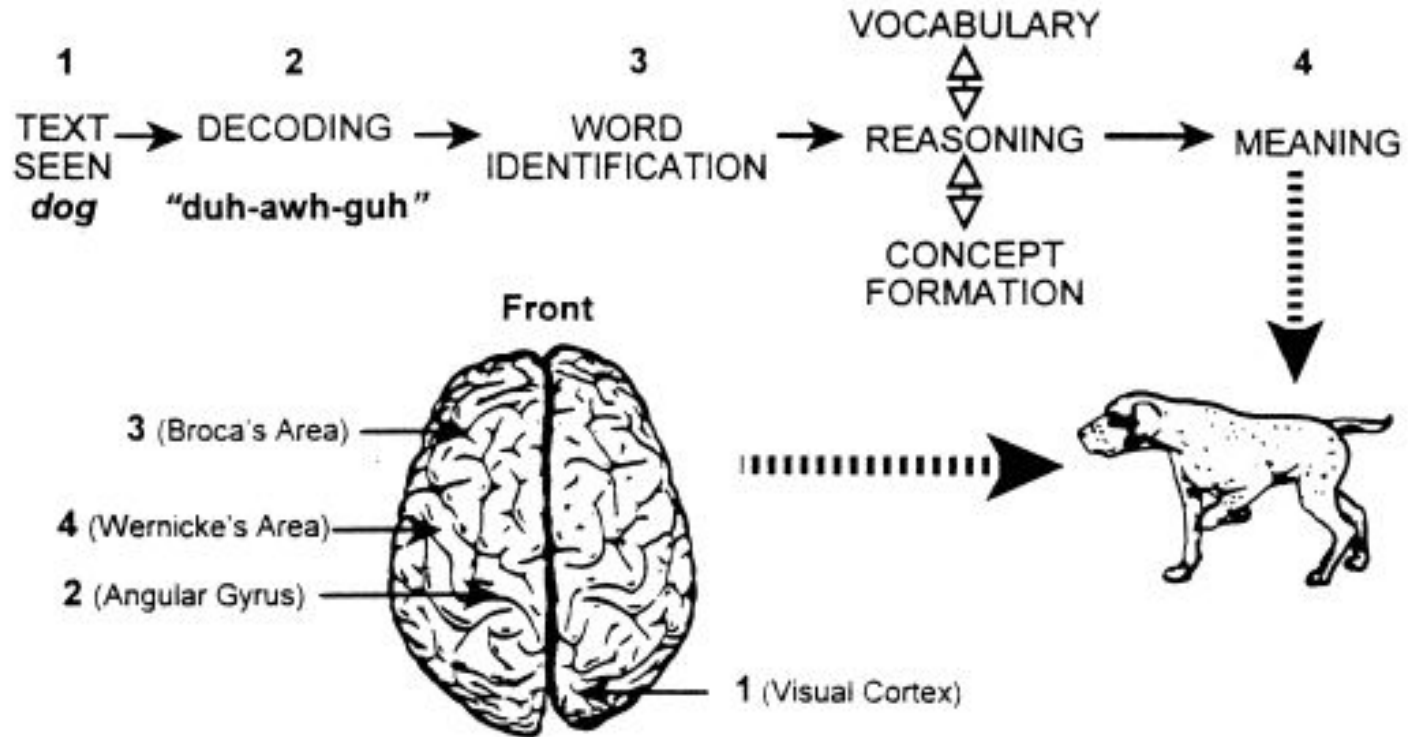 1
2
3
4
VOCABULARY
TEXT SEEN
DECODING
WORD IDENTIFICATION
REASONING
MEANING
dog
"duh-awh-guh"
CONCEPT FORMATION
Front
3 (Broca's Area)
4 (Wernicke's Area)
2 (Angular Gyrus)
1 (Visual Cortex)